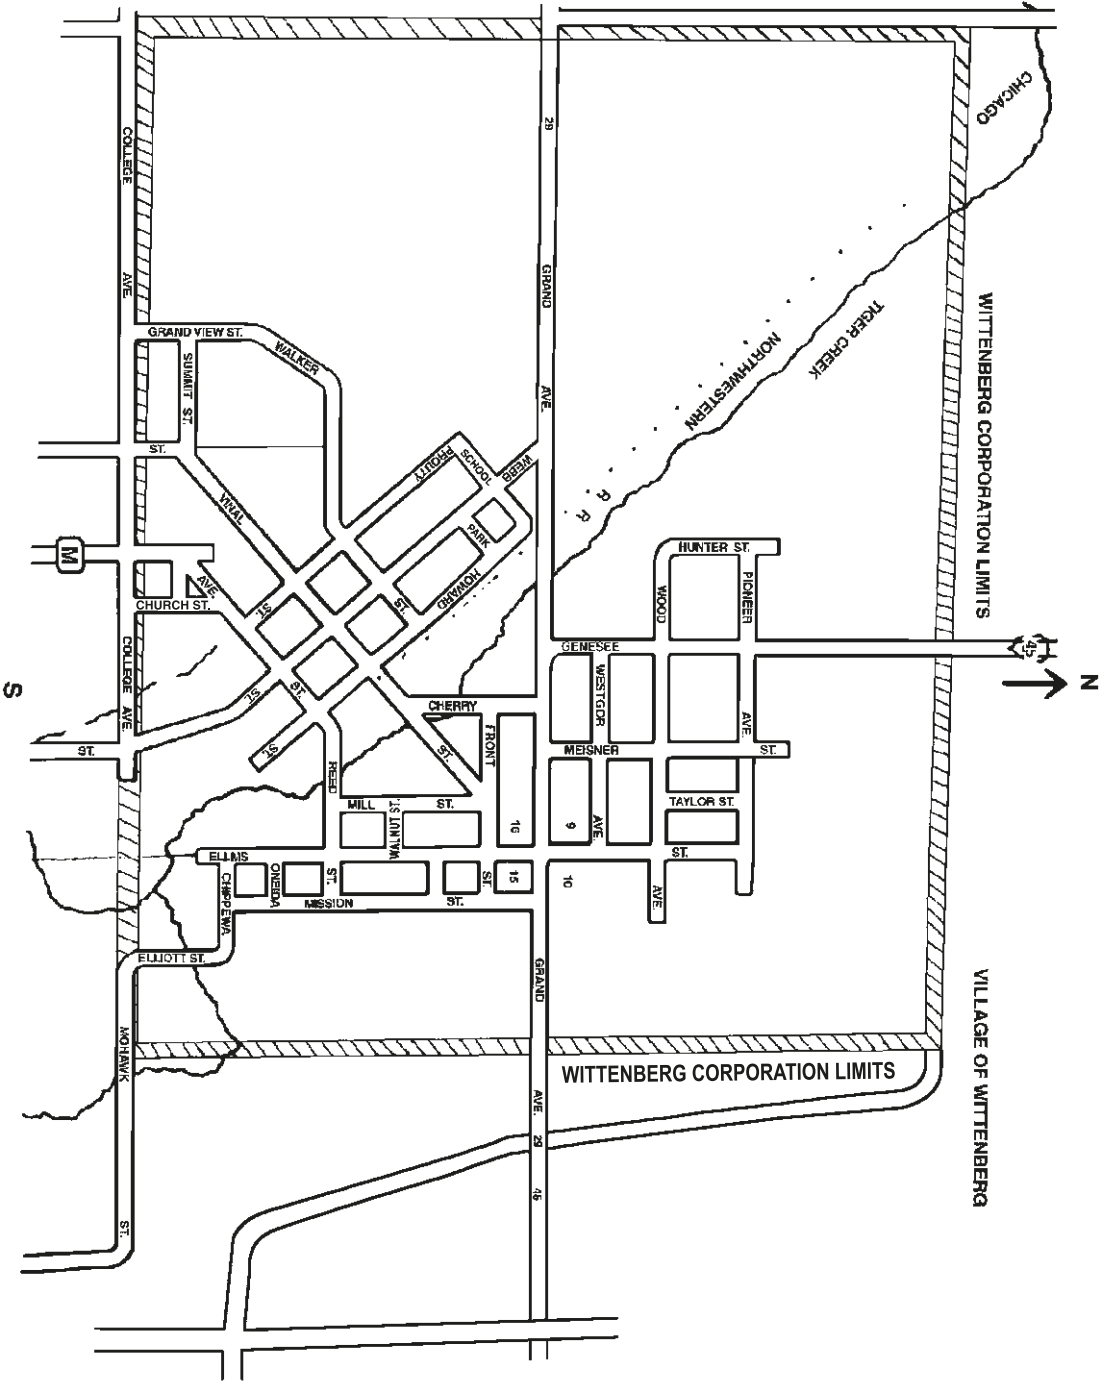 CHICAGO
29
COLLEGE
AVE.
GRAND
WITTENBERG CORPORATION LIMITS
TIGER CREEK
NORTHWESTERN
GRAND VIEW ST.
WALKER
SUMMIT ST.
AVE.
ST.
PROUTY
SCHOOL
WEBB
VINAL
R R
PARK
HUNTER ST.
M
AVE.
HOWARD
WOOD
PIONEER
CHURCH ST.
ST.
ST.
COLLEGE AVE.
GENESEE
45
N
S
ST.
ST.
CHERRY
WESTGOR
AVE.
ST.
ST.
ST.
FRONT
MEISNER
ST.
REED
MILL
ST.
WALNUT ST.
TAYLOR ST.
16
9
AVE.
ELLMS
ST.
CHIPPEWA
ONEIDA
ST.
ST.
15
10
AVE.
MISSION
ST.
ELLIOTT ST.
GRAND
VILLAGE OF WITTENBERG
MOHAWK
WITTENBERG CORPORATION LIMITS
AVE.
29
45
ST.